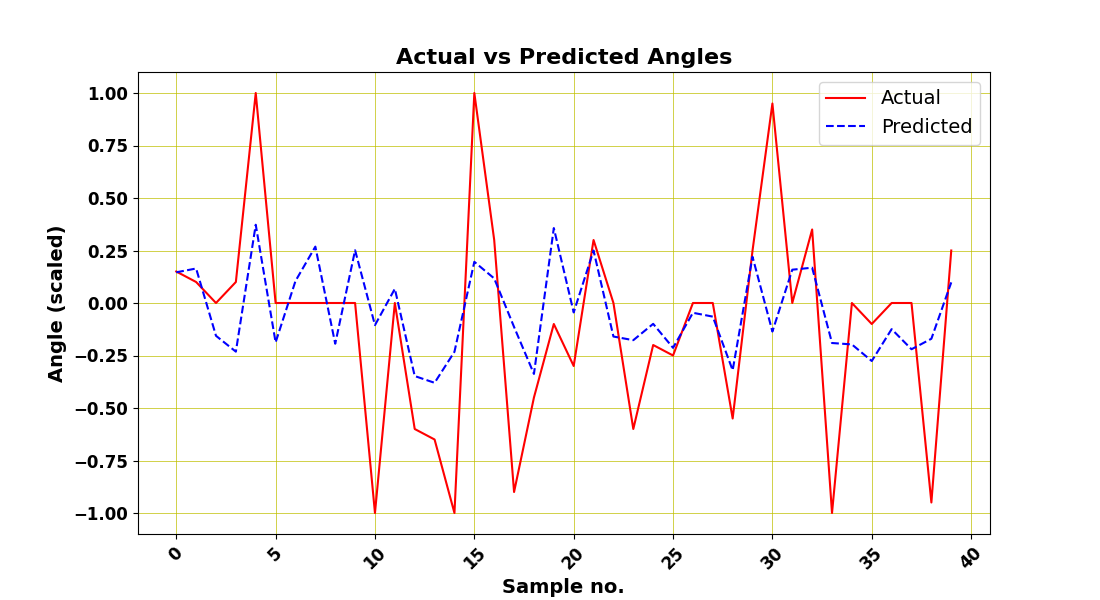 Actual vs Predicted Angles
Actual
Predicted
Angle (scaled)
1.00
0.75
0.50
0.25
0.00
−0.25
−0.50
−0.75
−1.00
0 5 10 15 20 25 30 35 40
Sample no.